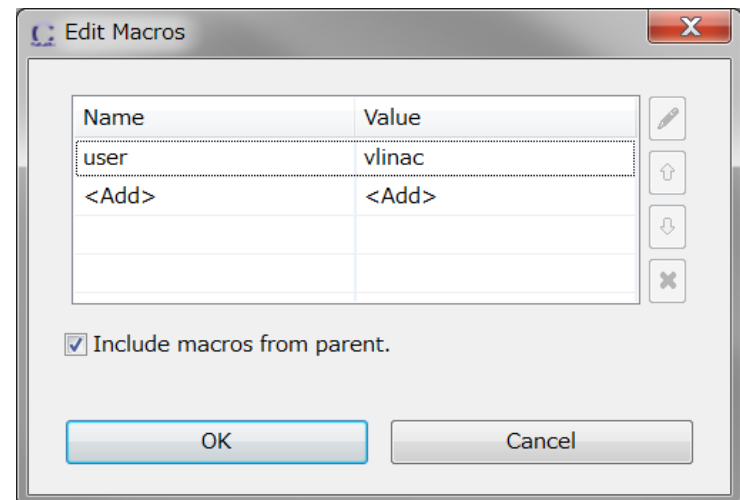 Edit Macros
Name Value
user vlinac
<Add> <Add>
Include macros from parent.
OK Cancel